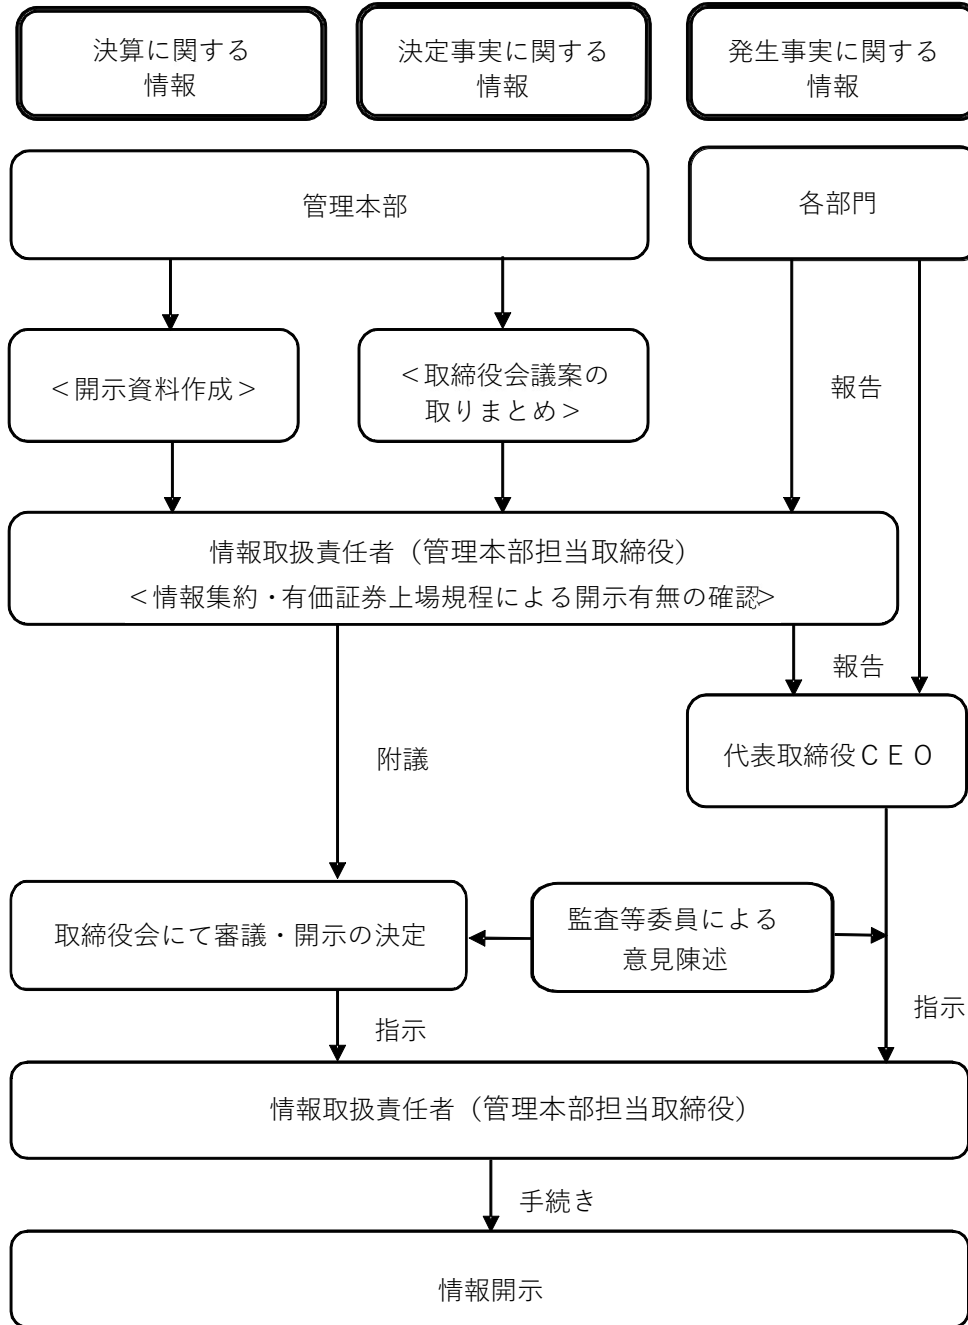 決算に関する
情報
決定事実に関する
情報
発生事実に関する
情報
管理本部
各部門
<開示資料作成>
<取締役会議案の
取りまとめ>
報告
情報取扱責任者（管理本部担当取締役）
<情報集約・有価証券上場規程による開示有無の確認>
報告
代表取締役ＣＥＯ
附議
取締役会にて審議・開示の決定
監査等委員による
意見陳述
指示
指示
情報取扱責任者（管理本部担当取締役）
手続き
情報開示